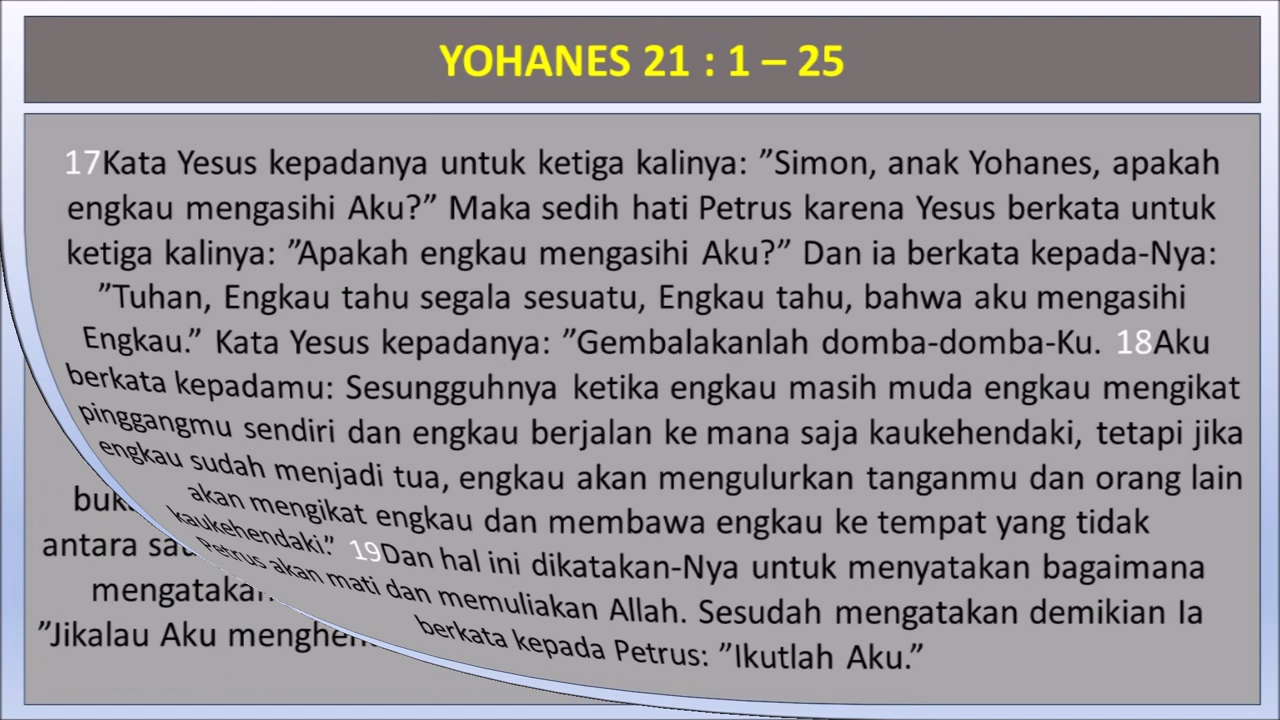 YOHANES 21 : 1 – 25
17Kata Yesus kepadanya untuk ketiga kalinya: ”Simon, anak Yohanes, apakah
engkau mengasihi Aku?” Maka sedih hati Petrus karena Yesus berkata untuk
ketiga kalinya: ”Apakah engkau mengasihi Aku?” Dan ia berkata kepada-Nya:
”Tuhan, Engkau tahu segala sesuatu, Engkau tahu, bahwa aku mengasihi
Engkau.” Kata Yesus kepadanya: ”Gembalakanlah domba-domba-Ku. 18Aku
berkata kepadamu: Sesungguhnya ketika engkau masih muda engkau mengikat
pinggangmu sendiri dan engkau berjalan ke mana saja kaukehendaki, tetapi jika
engkau sudah menjadi tua, engkau akan mengulurkan tanganmu dan orang lain
akan mengikat engkau dan membawa engkau ke tempat yang tidak
kaukehendaki.” 19Dan hal ini dikatakan-Nya untuk menyatakan bagaimana
Petrus akan mati dan memuliakan Allah. Sesudah mengatakan demikian Ia
berkata kepada Petrus: ”Ikutlah Aku.”
antara
”Jikalau Aku